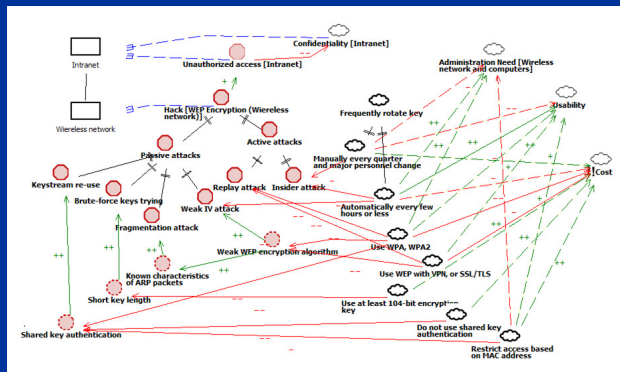 Confidentiality [Intranet]
Intranet
Unauthorized access [Intranet]
Administration Need [Wireless
network and computers]
Usability
Hack [WEP Encryption (Wiereless
network)]
Frequently rotate key
Wiereless network
Active attacks
Passive attacks
Manually every quarter
and major personnel change
! Cost
Keystream re-use
Brute-force keys trying
Replay attack
Insider attack
Automatically every few
hours or less
Weak IV attack
Fragmentation attack
Use WPA, WPA2
Weak WEP encryption algorithm
Known characteristics
of ARP packets
Use WEP with VPN, or SSL/TLS
Short key length
Use at least 104-bit encryption
key
Shared key authentication
Do not use shared key
authentication
Restrict access based
on MAC address